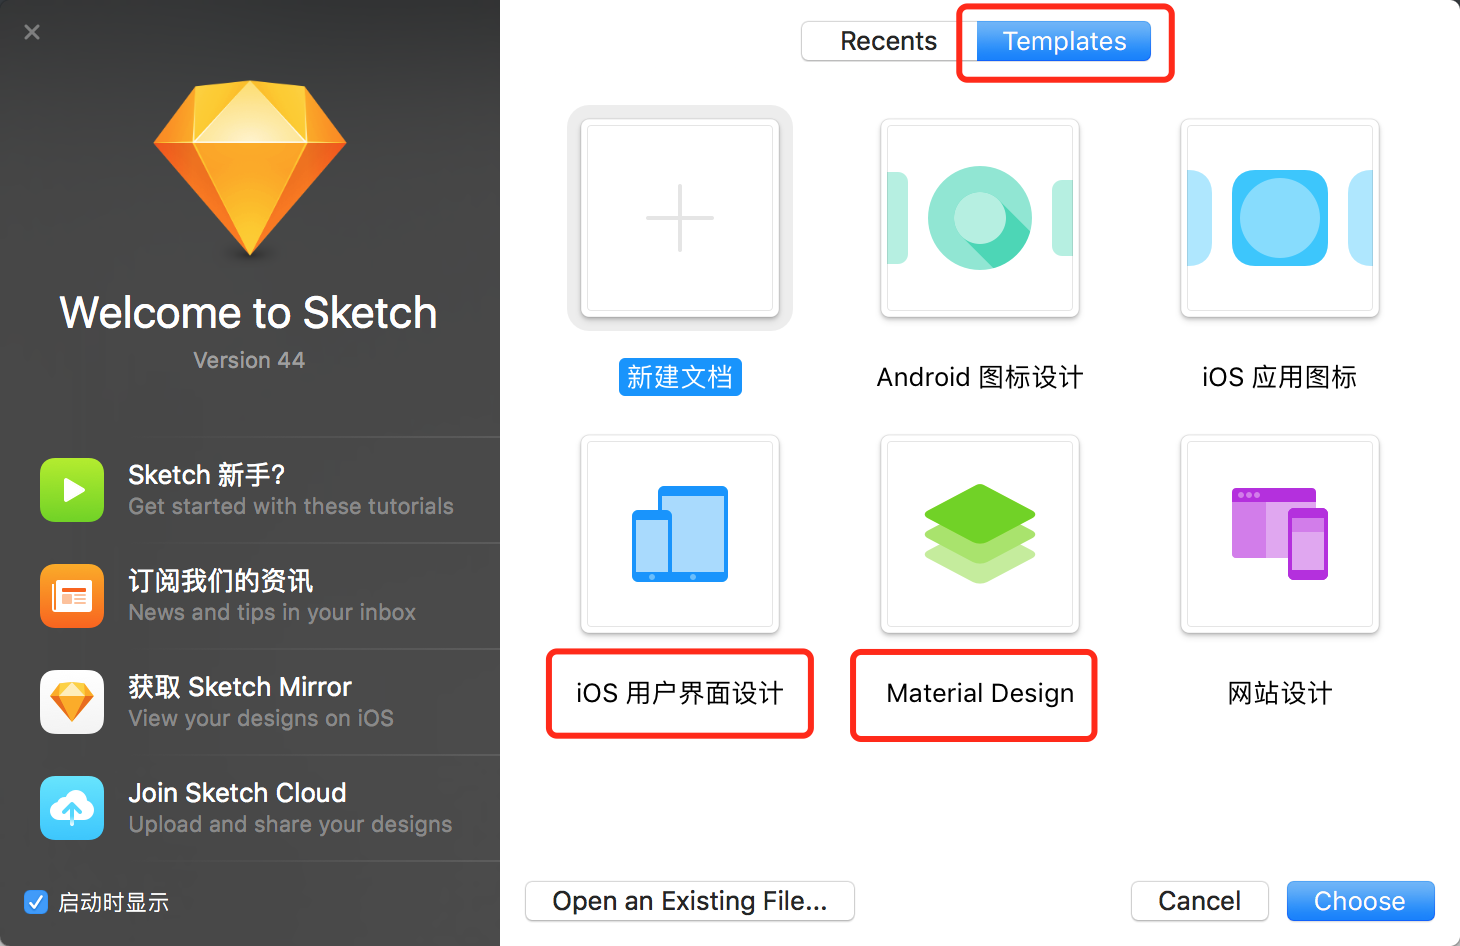 Welcome to Sketch
Version 44
Sketch 新手?
Get started with these tutorials
订阅我们的资讯
News and tips in your inbox
获取 Sketch Mirror
View your designs on iOS
Join Sketch Cloud
Upload and share your designs
启动时显示
Recents
Templates
新建文档
Android 图标设计
iOS 应用图标
iOS 用户界面设计
Material Design
网站设计
Open an Existing File...
Cancel
Choose